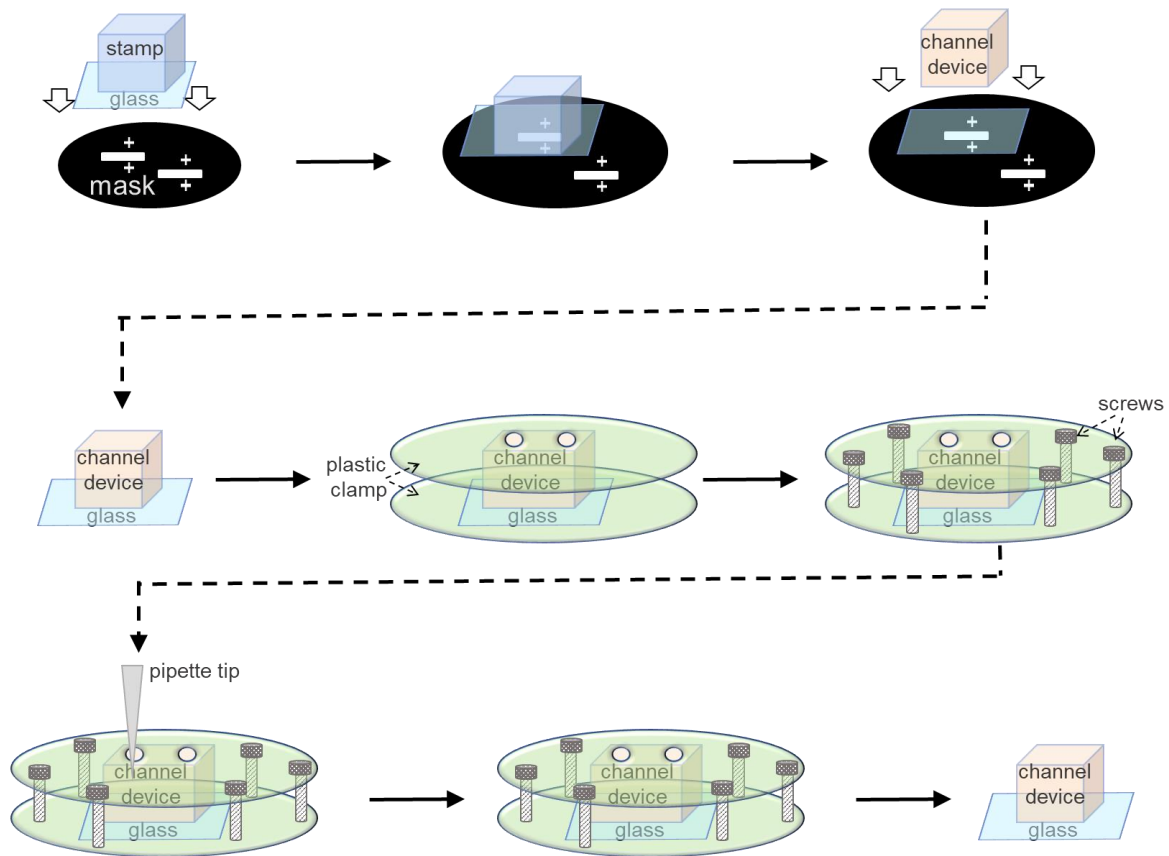 stamp
glass
mask
channel
device
channel
device
glass
plastic
clamp
channel
device
glass
screws
channel
device
glass
pipette tip
channel
device
glass
channel
device
glass
channel
device
glass